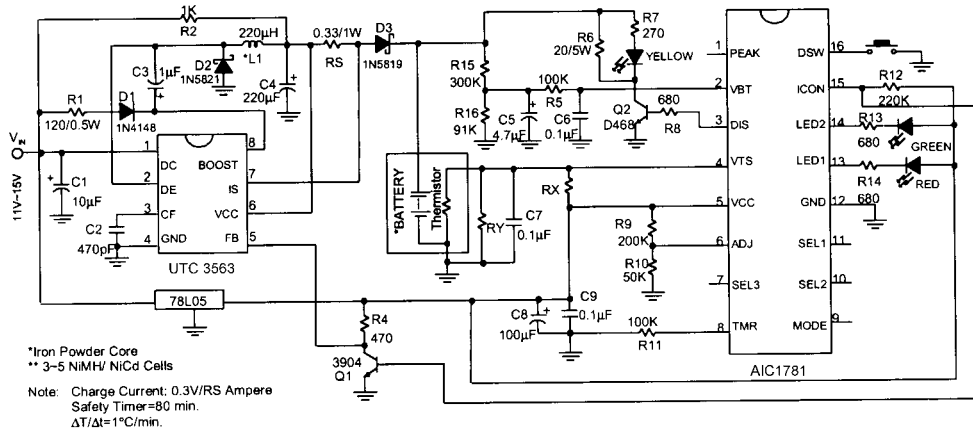 1K
R2
220µH
*L1
0.33/1W
RS
D3
1N5819
C3
1µF
D2
1N5821
C4
220µF
R1
120/0.5W
D1
1N4148
VIN
11V~15V
C1
10µF
C2
470pF
1
2
3
4
DC
DE
CF
GND
BOOST
IS
VCC
FB
8
7
6
5
UTC 3563
78L05
R15
300K
R16
91K
100K
R5
C5
4.7µF
C6
0.1µF
R6
20/5W
R7
270
YELLOW
Q2
D468
680
R8
*BATTERY
Thermistor
RY
C7
0.1µF
RX
R9
200K
R10
50K
C8
100µF
C9
0.1µF
100K
R11
R4
470
3904
Q1
1
2
3
4
5
6
7
8
PEAK
VBT
DIS
VTS
VCC
ADJ
SEL3
TMR
DSW
ICON
LED2
LED1
GND
SEL1
SEL2
MODE
16
15
14
13
12
11
10
9
AIC1781
R12
220K
R13
680
GREEN
RED
R14
680
*Iron Powder Core
** 3~5 NiMH/ NiCd Cells
Note: Charge Current: 0.3V/RS Ampere
Safety Timer=80 min.
ΔT/Δt=1°C/min.